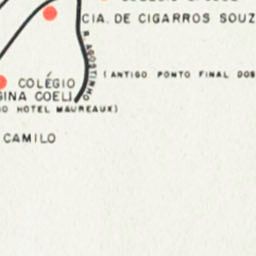 CIA. DE CIGARROS SOUZ
R. AGOSTINHO
(ANTIGO PONTO FINAL DOS
COLÉGIO
GINA COELI
O HOTEL MAUREAUX)
CAMILO